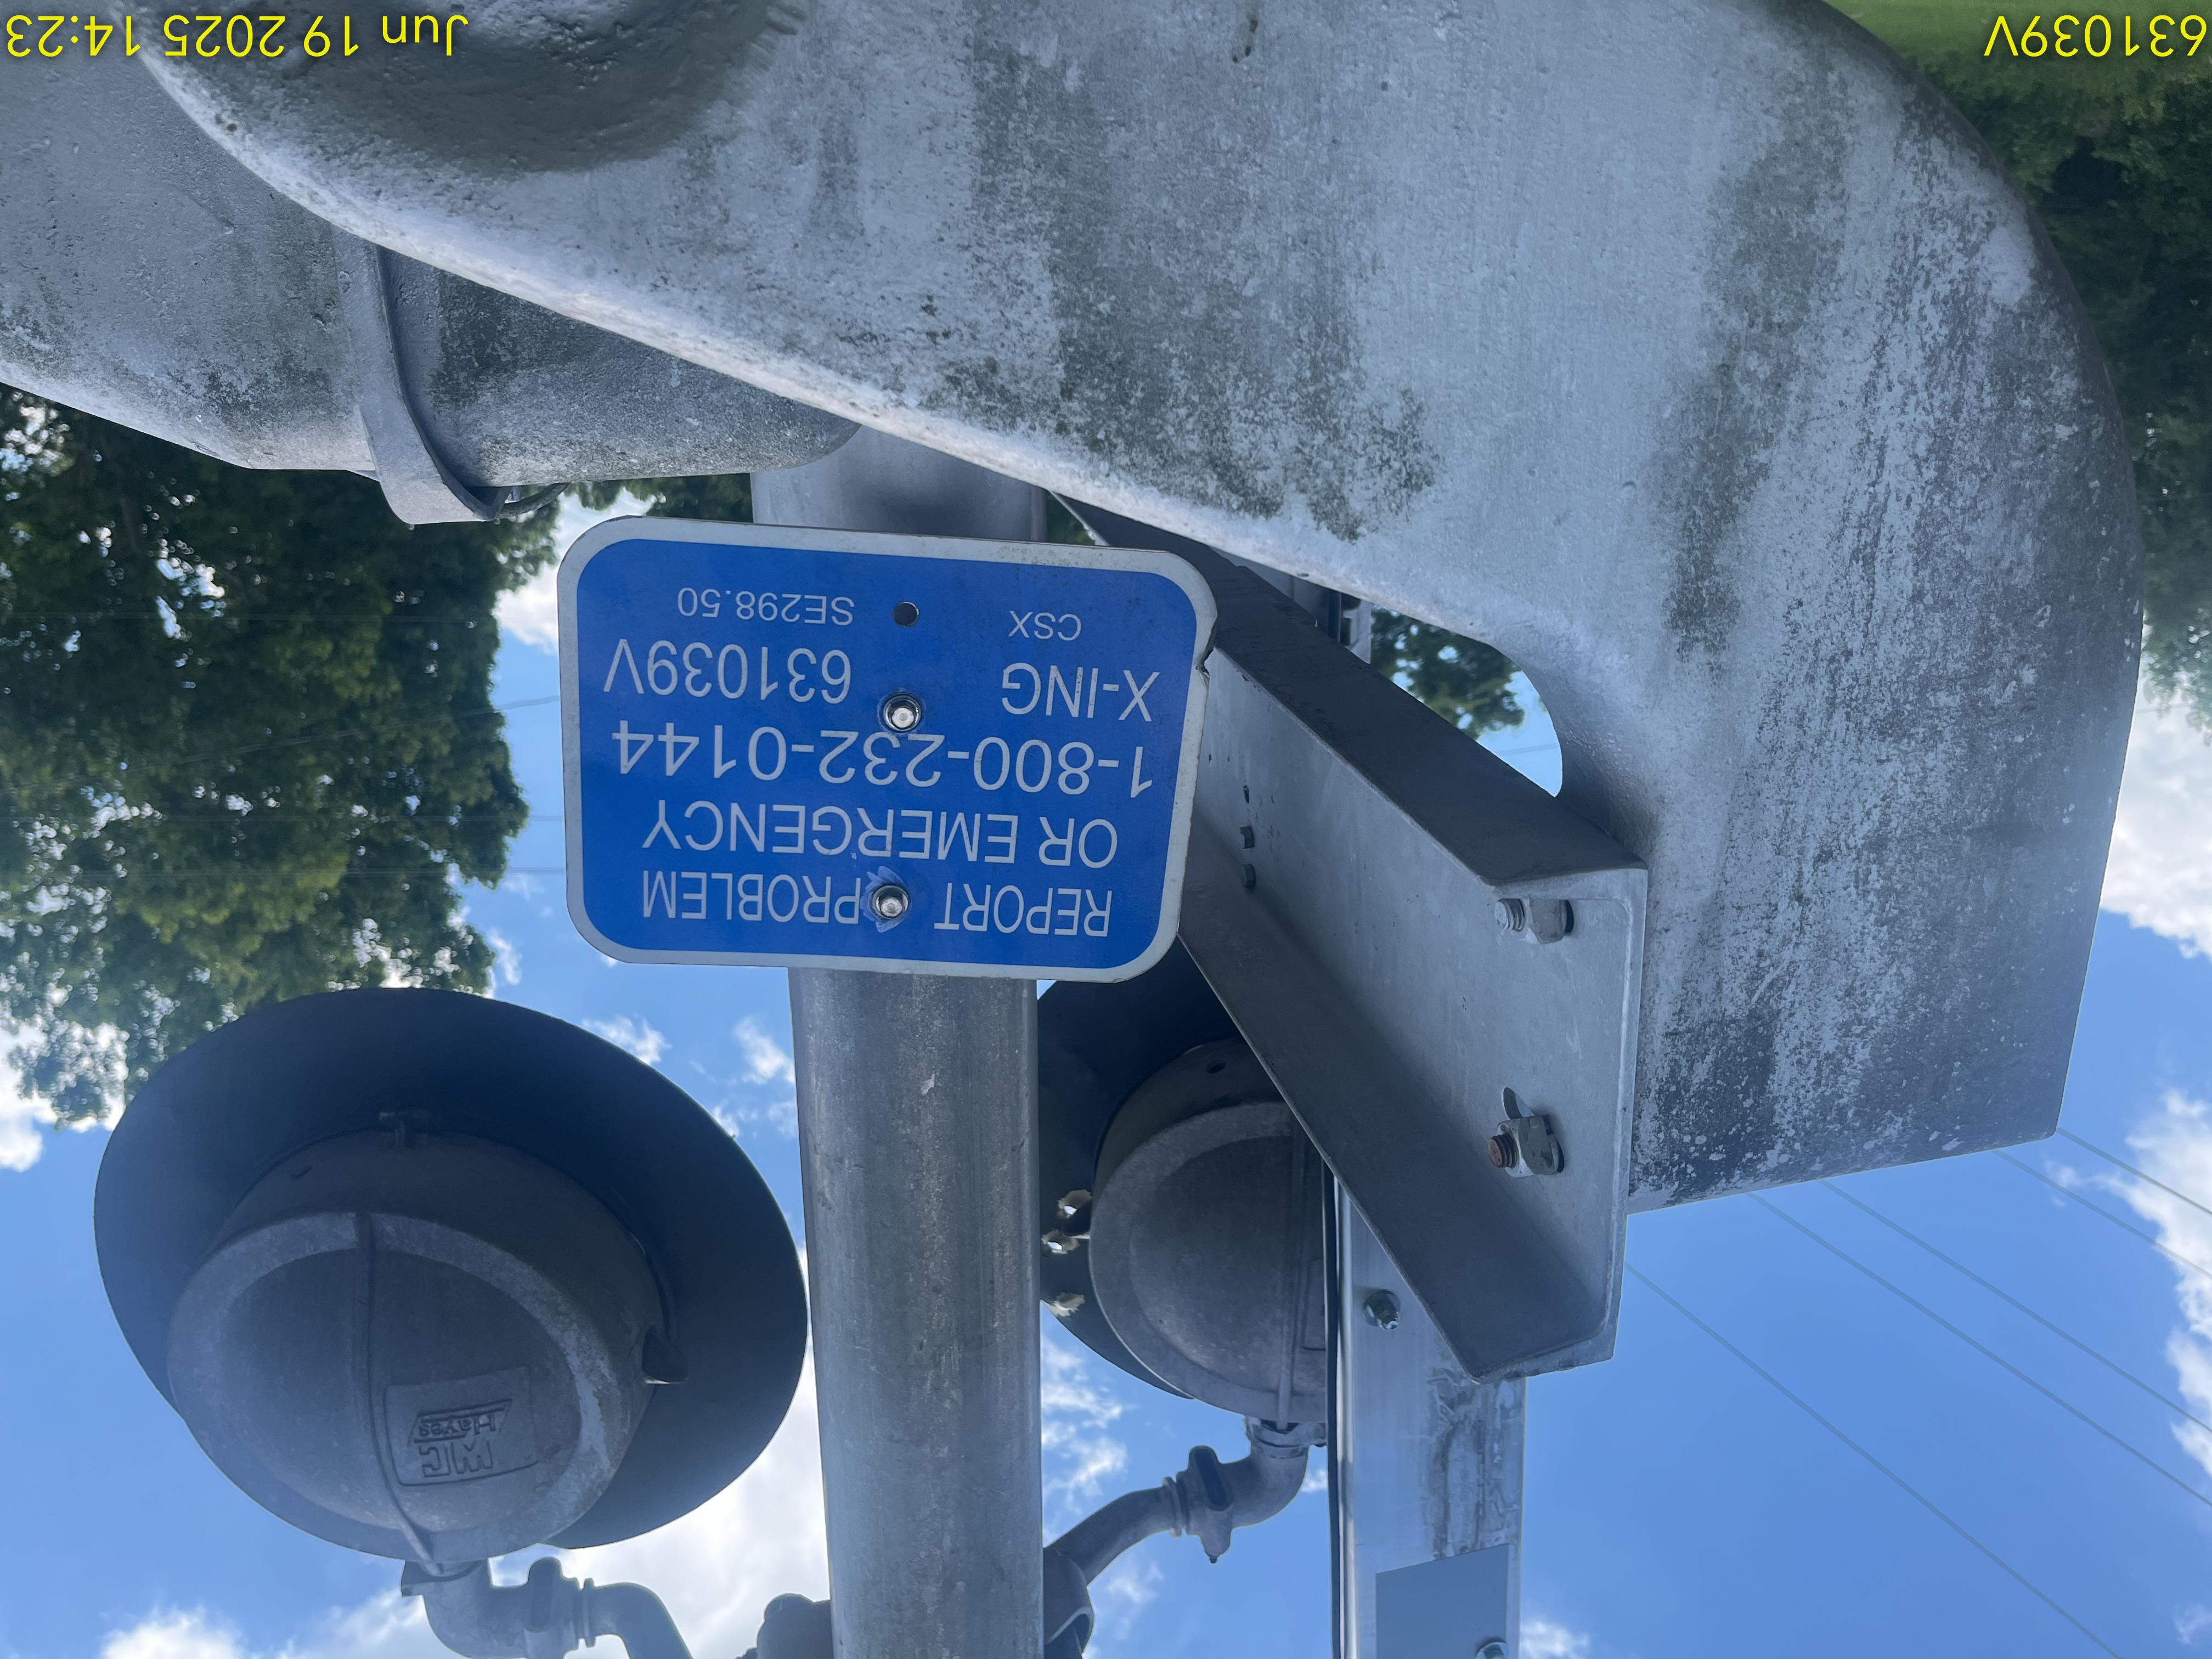 REPORT PROBLEM
OR EMERGENCY
1-800-232-0144
X-ING 631039V
CSX SE298.50
WC
Hayes
631039V
Jun 19 2025 14:23